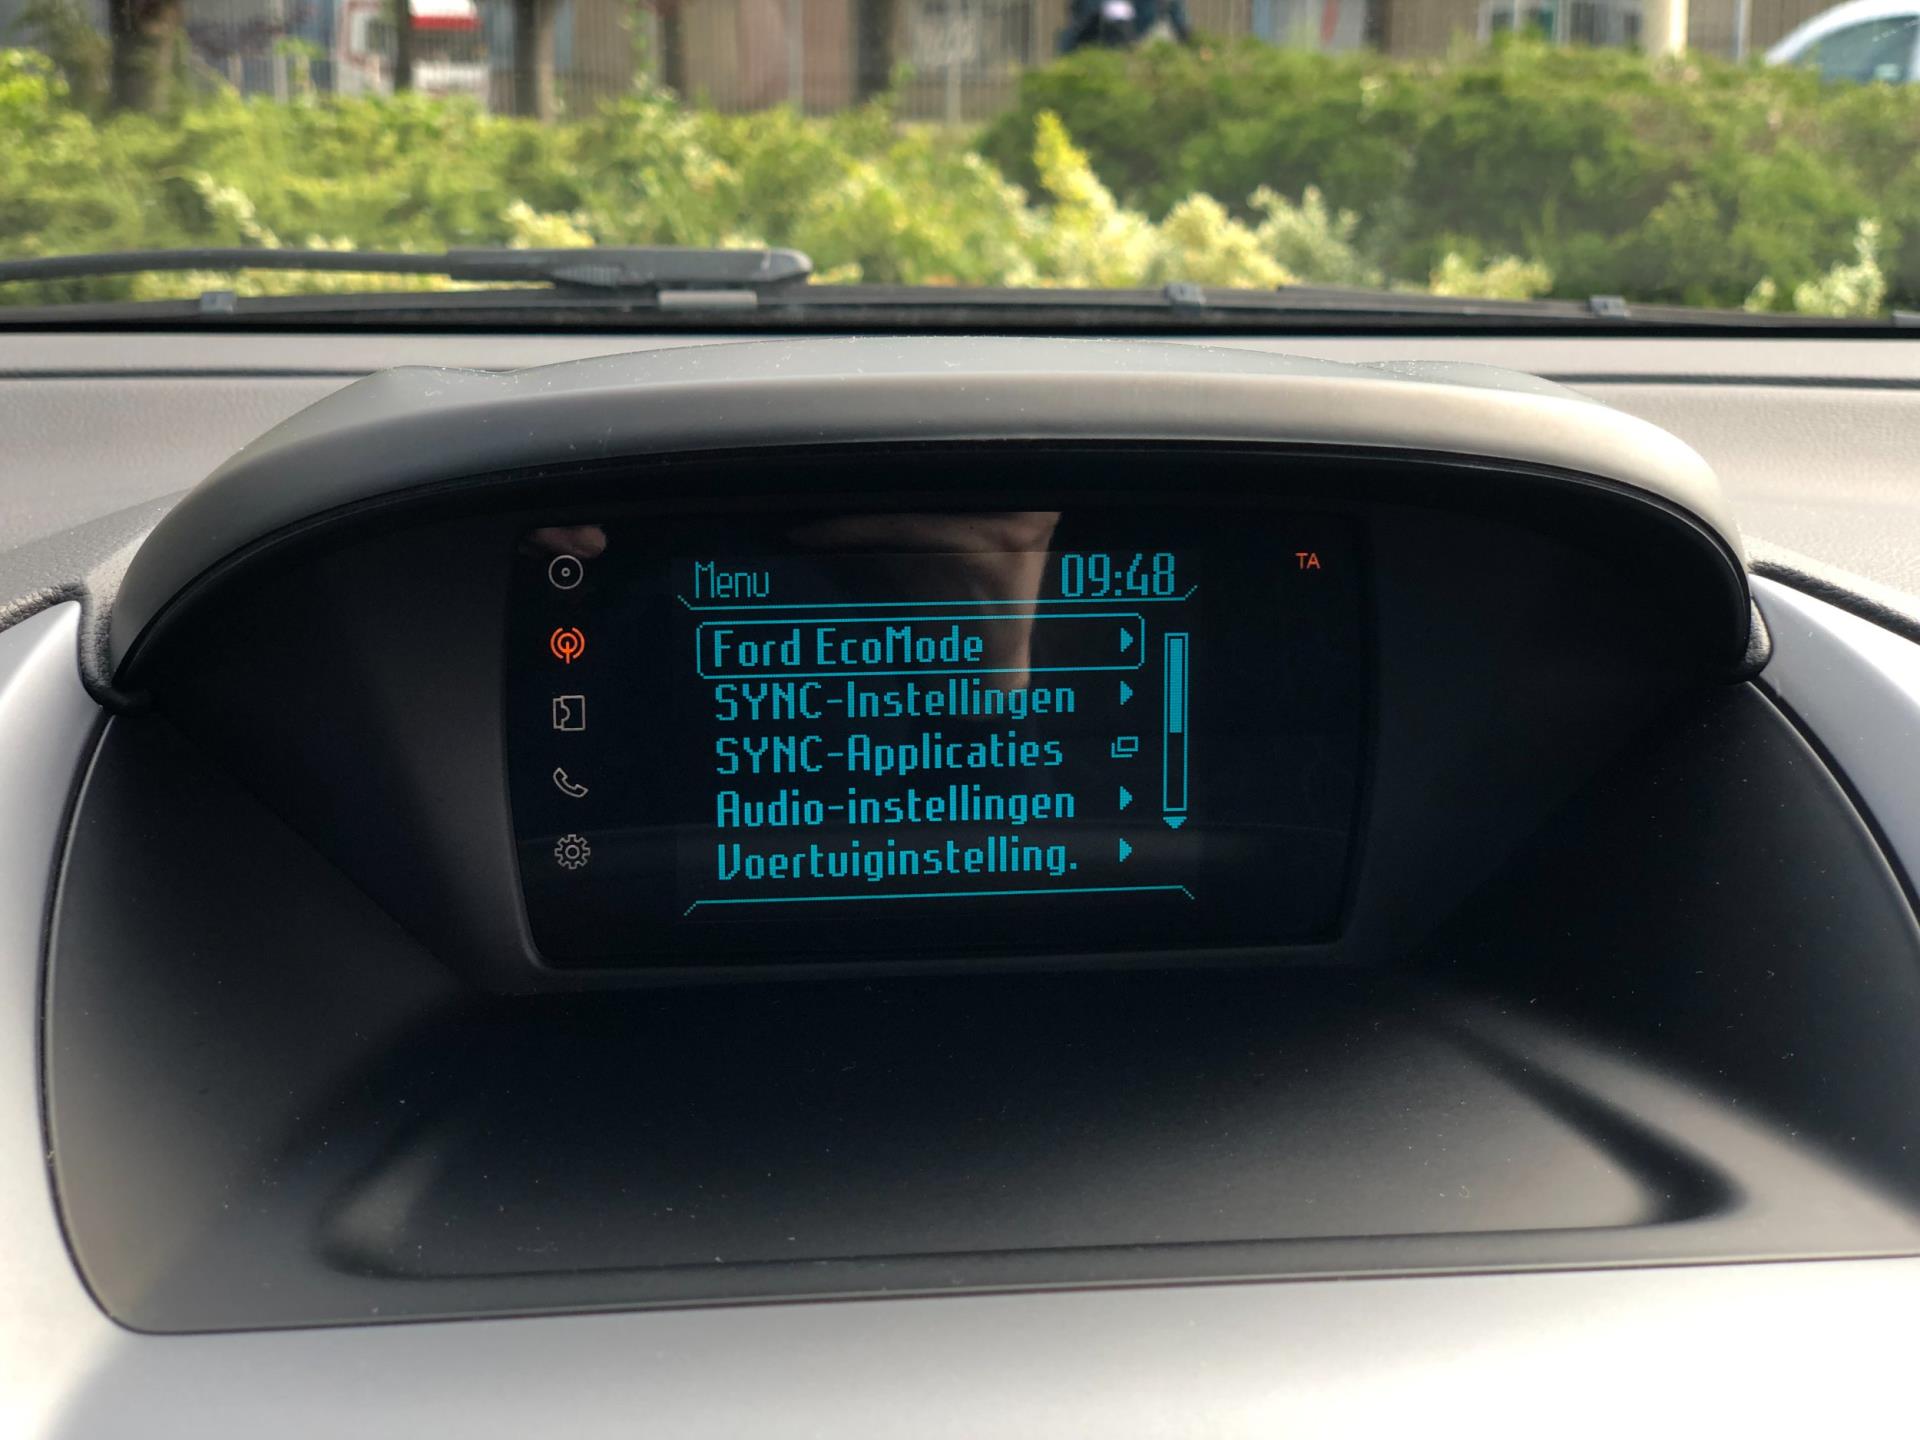 Menu 09:48
TA
Ford EcoMode
SYNC-Instellingen
SYNC-Applicaties
Audio-instellingen
Voertuiginstelling.